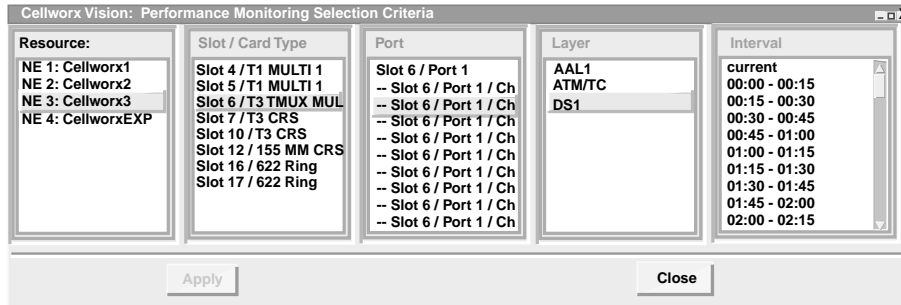 Cellworx Vision: Performance Monitoring Selection Criteria
Resource:
NE 1: Cellworx1
NE 2: Cellworx2
NE 3: Cellworx3
NE 4: CellworxEXP
Slot / Card Type
Slot 4 / T1 MULTI 1
Slot 5 / T1 MULTI 1
Slot 6 / T3 TMUX MUL
Slot 7 / T3 CRS
Slot 10 / T3 CRS
Slot 12 / 155 MM CRS
Slot 16 / 622 Ring
Slot 17 / 622 Ring
Port
Slot 6 / Port 1
-- Slot 6 / Port 1 / Ch
-- Slot 6 / Port 1 / Ch
-- Slot 6 / Port 1 / Ch
-- Slot 6 / Port 1 / Ch
-- Slot 6 / Port 1 / Ch
-- Slot 6 / Port 1 / Ch
-- Slot 6 / Port 1 / Ch
-- Slot 6 / Port 1 / Ch
-- Slot 6 / Port 1 / Ch
Layer
AAL1
ATM/TC
DS1
Interval
current
00:00 - 00:15
00:15 - 00:30
00:30 - 00:45
00:45 - 01:00
01:00 - 01:15
01:15 - 01:30
01:30 - 01:45
01:45 - 02:00
02:00 - 02:15
Apply
Close